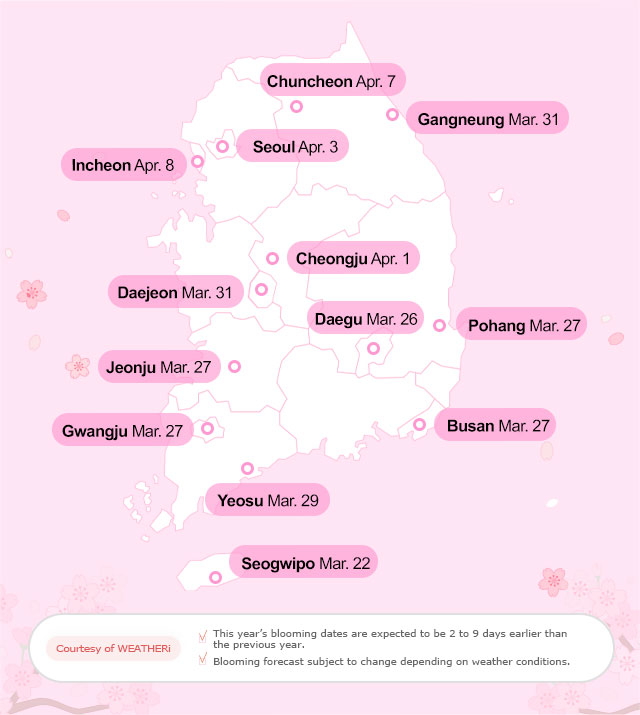 Chuncheon Apr. 7
Gangneung Mar. 31
Seoul Apr. 3
Incheon Apr. 8
Cheongju Apr. 1
Daejeon Mar. 31
Daegu Mar. 26
Pohang Mar. 27
Jeonju Mar. 27
Gwangju Mar. 27
Busan Mar. 27
Yeosu Mar. 29
Seogwipo Mar. 22
Courtesy of WEATHERi
This year's blooming dates are expected to be 2 to 9 days earlier than
the previous year.
Blooming forecast subject to change depending on weather conditions.